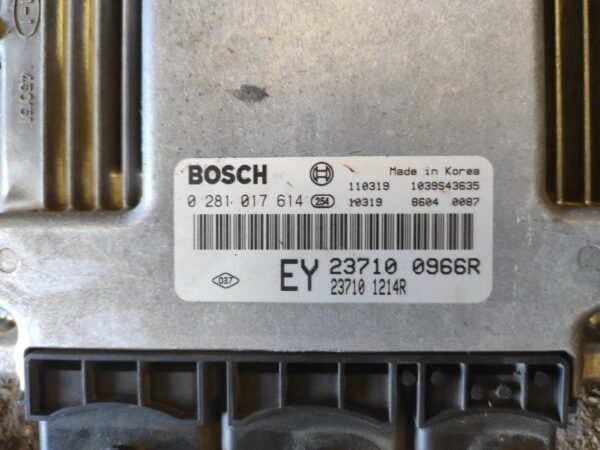 BOSCH
Made in Korea
110319 1039S43635
0 281 017 614 254 10319 8604 0087
EY 23710 0966R
037 23710 1214R